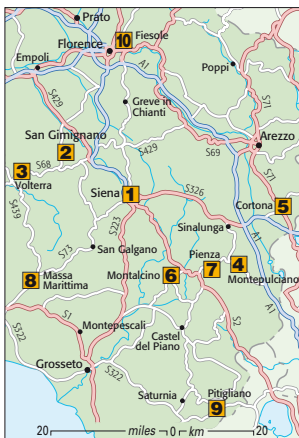 Prato
10
Fiesole
Florence
Empoli
A1
Poppi
S429
S71
Greve in
Chianti
San Gimignano
2
Arezzo
S429
S69
3
S68
Volterra
S71
Siena
1
S326
Cortona
5
S439
S223
Sinalunga
A1
S73
San Galgano
Pienza
4
8
Massa
Marittima
Montalcino
6
7
Montepulciano
S1
S2
S322
Montepescali
Castel
del Piano
Grosseto
S322
Saturnia
Pitigliano
9
20 miles 0 km 20